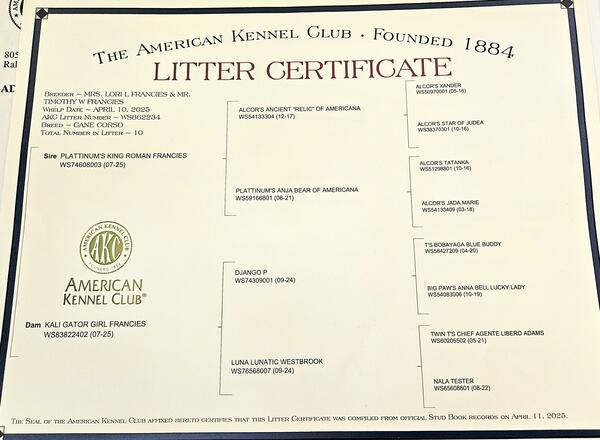 THE AMERICAN KENNEL CLUB · FOUNDED 1884
LITTER CERTIFICATE
BREEDER ~ MRS. LORI L FRANCIES & MR.
TIMOTHY W FRANCIES
WHELP DATE ~ APRIL 10, 2025
AKC LITTER NUMBER ~ WS862234
BREED ~ CANE CORSO
TOTAL NUMBER IN LITTER ~ 10
Sire PLATTINUM'S KING ROMAN FRANCIES
WS74608003 (07-25)
ALCOR'S ANCIENT "RELIC" OF AMERICANA
WS54133304 (12-17)
PLATTINUM'S ANJA BEAR OF AMERICANA
WS59166801 (06-21)
ALCOR'S XANDER
WS50970001 (05-16)
ALCOR'S STAR OF JUDEA
WS38370301 (10-16)
ALCOR'S TATANKA
WS51298801 (10-16)
ALCOR'S JADA MARIE
WS54133409 (03-18)
AMERICAN KENNEL CLUB
AKC
FOUNDED 1884
AMERICAN
KENNEL CLUB®
Dam KALI GATOR GIRL FRANCIES
WS83822402 (07-25)
DJANGO P
WS74309001 (09-24)
LUNA LUNATIC WESTBROOK
WS76568007 (09-24)
T'S BOBAYAGA BLUE BUDDY
WS58427209 (04-20)
BIG PAW'S ANNA BELL LUCKY LADY
WS54083006 (10-19)
TWIN T'S CHIEF AGENTE LIBERO ADAMS
WS60205502 (05-21)
NALA TESTER
WS65608801 (08-22)
THE SEAL OF THE AMERICAN KENNEL CLUB AFFIXED HERETO CERTIFIES THAT THIS LITTER CERTIFICATE WAS COMPILED FROM OFFICIAL STUD BOOK RECORDS ON APRIL 11, 2025.